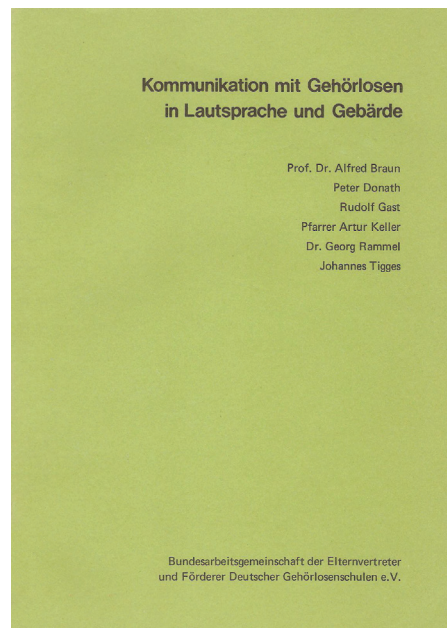 Kommunikation mit Gehörlosen
in Lautsprache und Gebärde
Prof. Dr. Alfred Braun
Peter Donath
Rudolf Gast
Pfarrer Artur Keller
Dr. Georg Rammel
Johannes Tigges
Bundesarbeitsgemeinschaft der Elternvertreter
und Förderer Deutscher Gehörlosenschulen e.V.